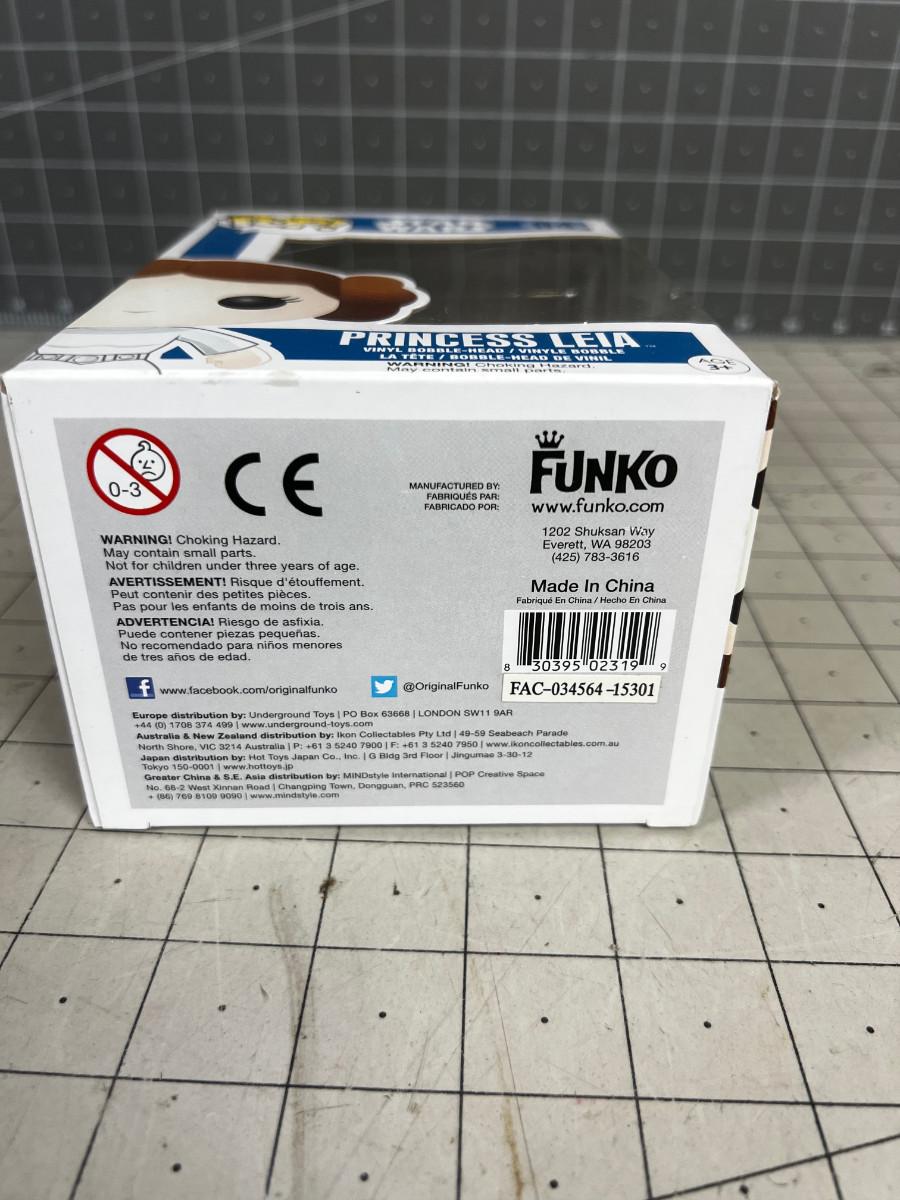 POP!
STAR
WARS
PRINCESS LEIA ™
VINYL BOBBLE-HEAD / VINYLE BOBBLE
LA TÊTE / BOBBLE-HEAD DE VINIL
WARNING! Choking Hazard.
May contain small parts.
AGE
3+
0-3
CE
MANUFACTURED BY:
FABRIQUÉS PAR:
FABRICADO POR:
FUNKO
www.funko.com
1202 Shuksan Way
Everett, WA 98203
(425) 783-3616
Made In China
Fabriqué En China / Hecho En China
8 30395 02319 9
FAC-034564-15301
WARNING! Choking Hazard.
May contain small parts.
Not for children under three years of age.
AVERTISSEMENT! Risque d'étouffement.
Peut contenir des petites pièces.
Pas pour les enfants de moins de trois ans.
ADVERTENCIA! Riesgo de asfixia.
Puede contener piezas pequeñas.
No recomendado para niños menores
de tres años de edad.
f www.facebook.com/originalfunko
@OriginalFunko
Europe distribution by: Underground Toys | PO Box 63668 | LONDON SW11 9AR
+44 (0) 1708 374 499 | www.underground-toys.com
Australia & New Zealand distribution by: Ikon Collectables Pty Ltd | 49-59 Seabeach Parade
North Shore, VIC 3214 Australia | P: +61 3 5240 7900 | F: +61 3 5240 7950 | www.ikoncollectables.com.au
Japan distribution by: Hot Toys Japan Co., Inc. | G Bldg 3rd Floor | Jingumae 3-30-12
Tokyo 150-0001 | www.hottoys.jp
Greater China & S.E. Asia distribution by: MINDstyle International | POP Creative Space
No. 68-2 West Xinnan Road | Changping Town, Dongguan, PRC 523560
+ (86) 769 8109 9090 | www.mindstyle.com